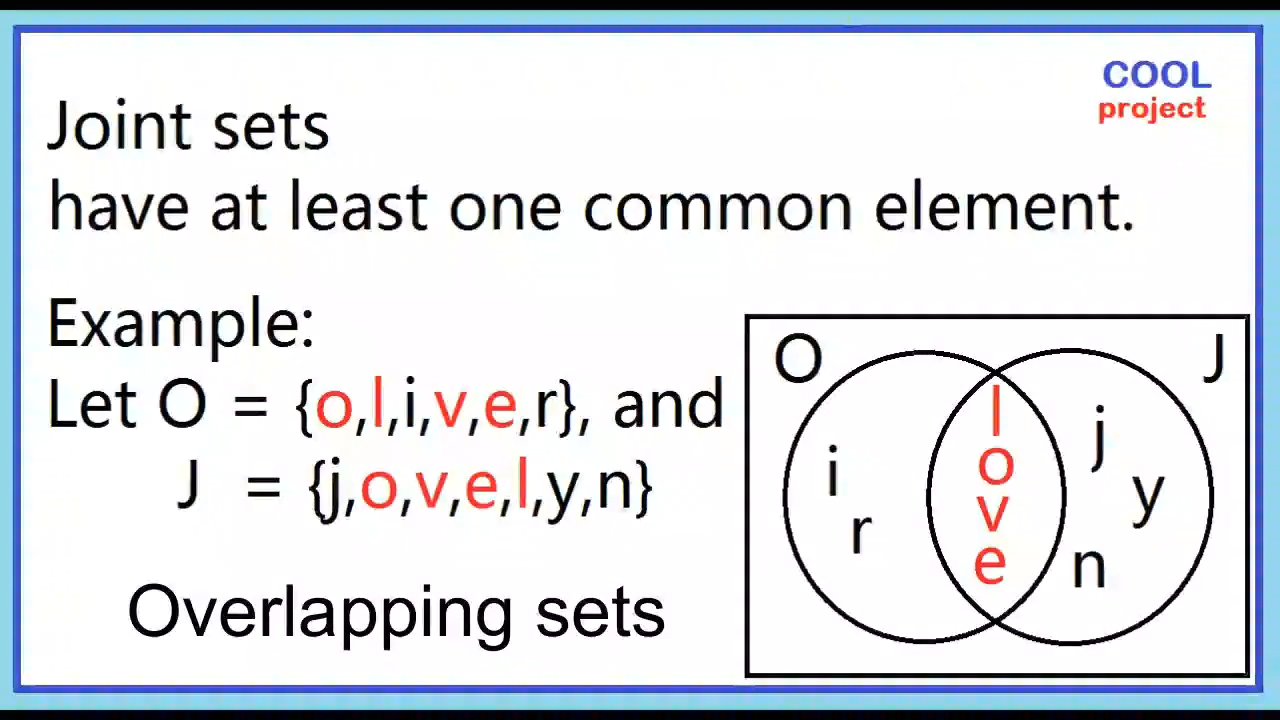 COOL
project
Joint sets
have at least one common element.
Example:
Let O = {o,l,i,v,e,r}, and
J = {j,o,v,e,l,y,n}
Overlapping sets
O
J
i
r
l
o
v
e
j
y
n